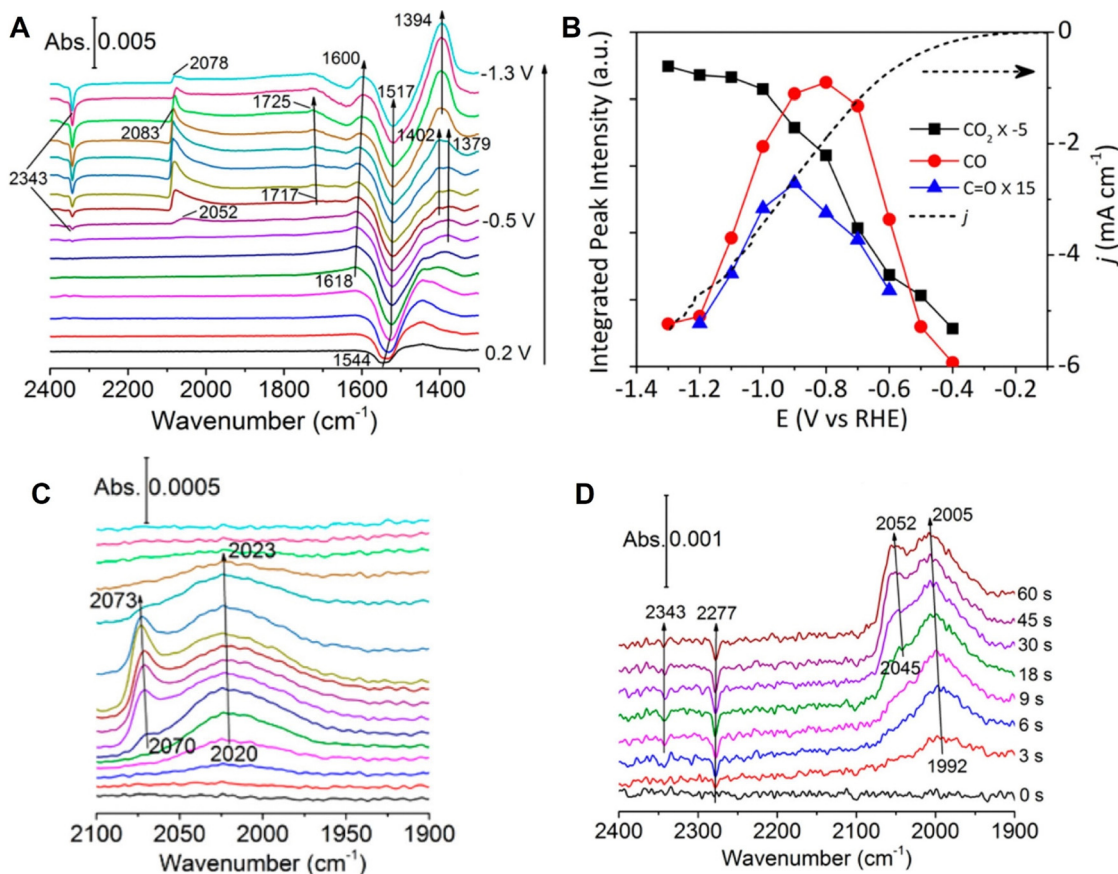 A
Abs. 0.005
2078
1394
1600
-1.3 V
1725
1517
2083
1402
1379
2343
1717
2052
-0.5 V
1618
1544
0.2 V
2400 2200 2000 1800 1600 1400
Wavenumber (cm⁻¹)
B
Integrated Peak Intensity (a.u.)
CO₂ X -5
CO
C=O X 15
j
0
-2
-4
-6
j (mA cm⁻¹)
-1.4 -1.2 -1.0 -0.8 -0.6 -0.4 -0.2
E (V vs RHE)
C
Abs. 0.0005
2023
2073
2070 2020
2100 2050 2000 1950 1900
Wavenumber (cm⁻¹)
D
Abs. 0.001
2052 2005
2343 2277
60 s
45 s
30 s
2045
18 s
9 s
6 s
1992
3 s
0 s
2400 2300 2200 2100 2000 1900
Wavenumber (cm⁻¹)